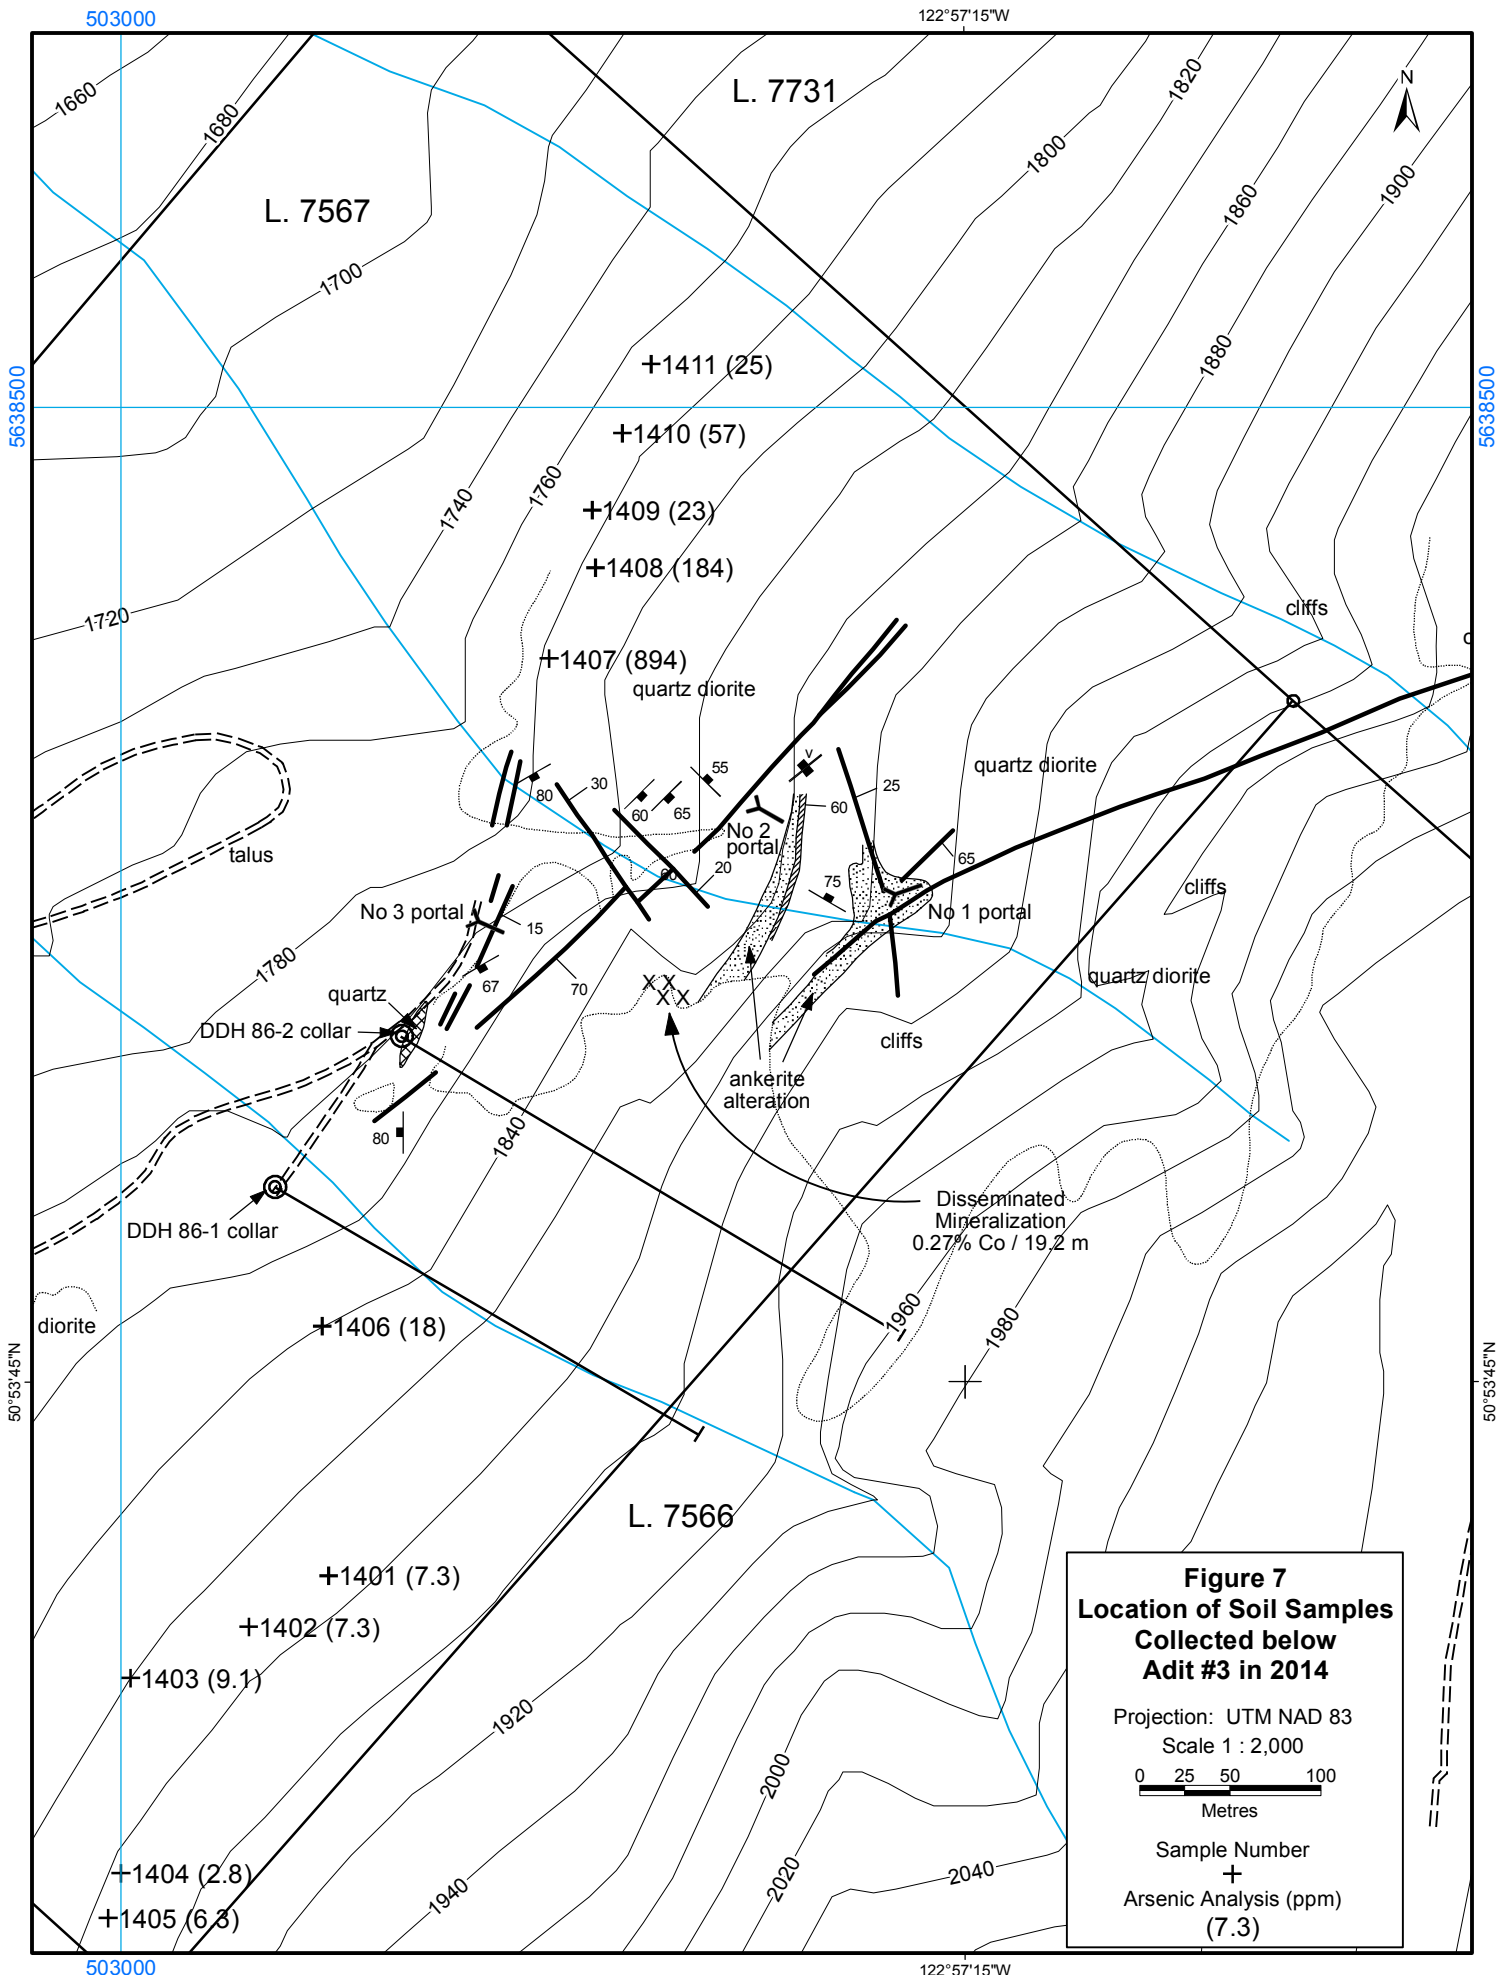 503000
122°57'15"W
1660
1680
L. 7731
1820
N
1800
1900
L. 7567
1860
1700
1880
+1411 (25)
5638500
5638500
+1410 (57)
1760
1740
+1409 (23)
+1408 (184)
1720
cliffs
c
+1407 (894)
quartz diorite
v
55
quartz diorite
30
25
80
60
65
60
No 2
portal
talus
65
20
60
75
cliffs
No 3 portal
No 1 portal
15
1780
67
70
quartz diorite
quartz
X X
X X
DDH 86-2 collar
cliffs
ankerite
alteration
1840
80
Disseminated
Mineralization
0.27% Co / 19.2 m
DDH 86-1 collar
1960
1980
diorite
+1406 (18)
50°53'45"N
50°53'45"N
L. 7566
+1401 (7.3)
+1402 (7.3)
+1403 (9.1)
1920
2000
+1404 (2.8)
1940
2020
2040
+1405 (6.3)
Figure 7
Location of Soil Samples
Collected below
Adit #3 in 2014
Projection: UTM NAD 83
Scale 1 : 2,000
0 25 50 100
Metres
Sample Number
+
Arsenic Analysis (ppm)
(7.3)
503000
122°57'15"W